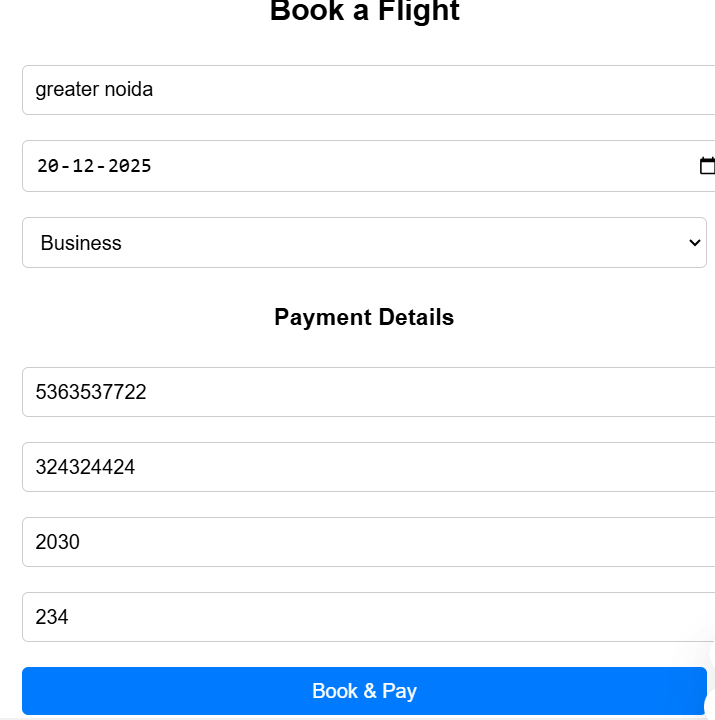 Book a Flight
greater noida
20-12-2025
Business
Payment Details
5363537722
324324424
2030
234
Book & Pay